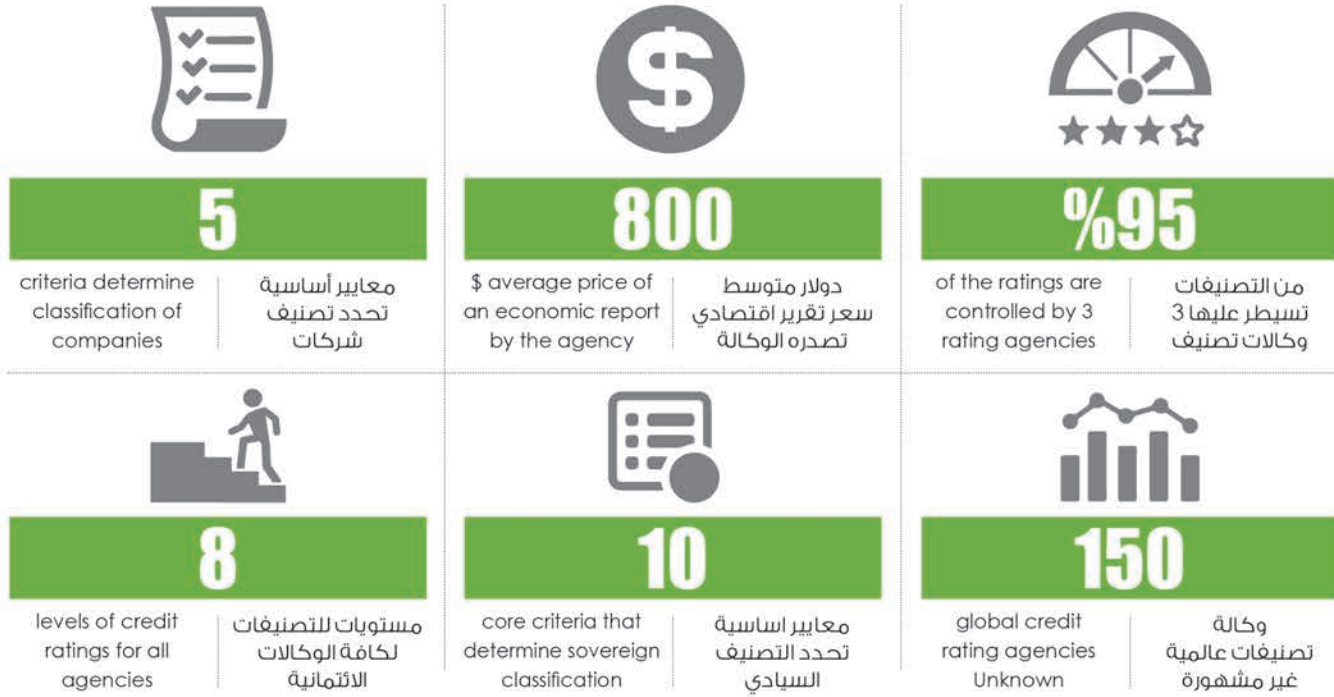 5
criteria determine
classification of
companies
معايير أساسية
تحدد تصنيف
شركات
800
$ average price of
an economic report
by the agency
دولار متوسط
سعر تقرير اقتصادي
تصدره الوكالة
%95
of the ratings are
controlled by 3
rating agencies
من التصنيفات
تسيطر عليها 3
وكالات تصنيف
8
levels of credit
ratings for all
agencies
مستويات للتصنيفات
لكافة الوكالات
الائتمانية
10
core criteria that
determine sovereign
classification
معايير اساسية
تحدد التصنيف
السيادي
150
global credit
rating agencies
Unknown
وكالة
تصنيفات عالمية
غير مشهورة